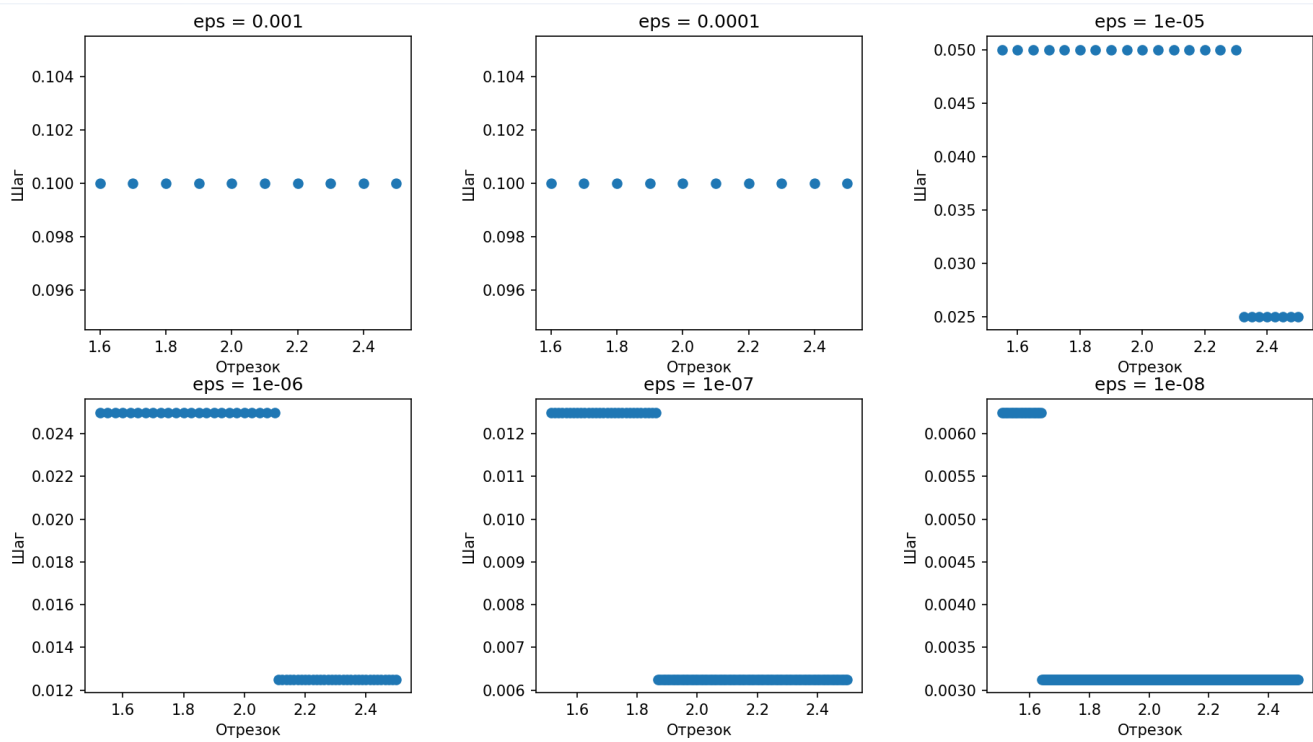 eps = 0.001
0.104
0.102
0.100
0.098
0.096
Шаг
1.6 1.8 2.0 2.2 2.4
Отрезок
eps = 0.0001
0.104
0.102
0.100
0.098
0.096
Шаг
1.6 1.8 2.0 2.2 2.4
Отрезок
eps = 1e-05
0.050
0.045
0.040
0.035
0.030
0.025
Шаг
1.6 1.8 2.0 2.2 2.4
Отрезок
eps = 1e-06
0.024
0.022
0.020
0.018
0.016
0.014
0.012
Шаг
1.6 1.8 2.0 2.2 2.4
Отрезок
eps = 1e-07
0.012
0.011
0.010
0.009
0.008
0.007
0.006
Шаг
1.6 1.8 2.0 2.2 2.4
Отрезок
eps = 1e-08
0.0060
0.0055
0.0050
0.0045
0.0040
0.0035
0.0030
Шаг
1.6 1.8 2.0 2.2 2.4
Отрезок